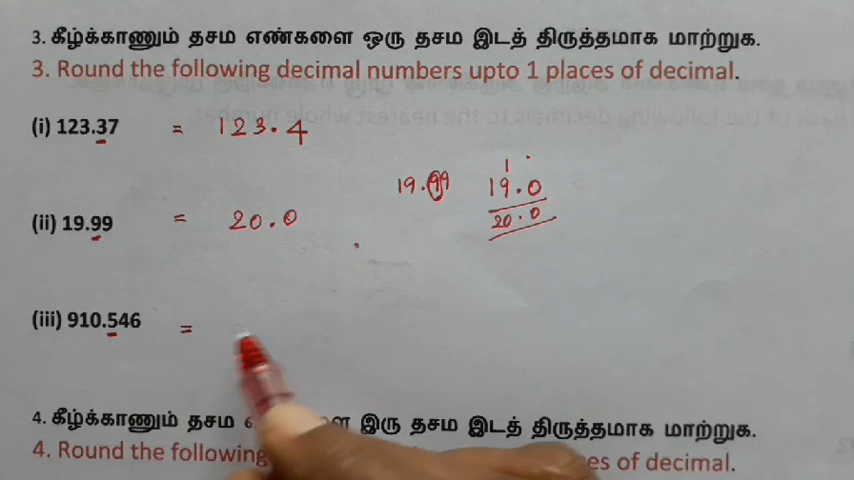 3. கீழ்க்காணும் தசம எண்களை ஒரு தசம இடத் திருத்தமாக மாற்றுக.
3. Round the following decimal numbers upto 1 places of decimal.
(i) 123.37 = 123.4
19.99 1
19.0
20.0
(ii) 19.99 = 20.0
(iii) 910.546 =
4. கீழ்க்காணும் தசம இரு தசம இடத் திருத்தமாக மாற்றுக.
4. Round the following of decimal.